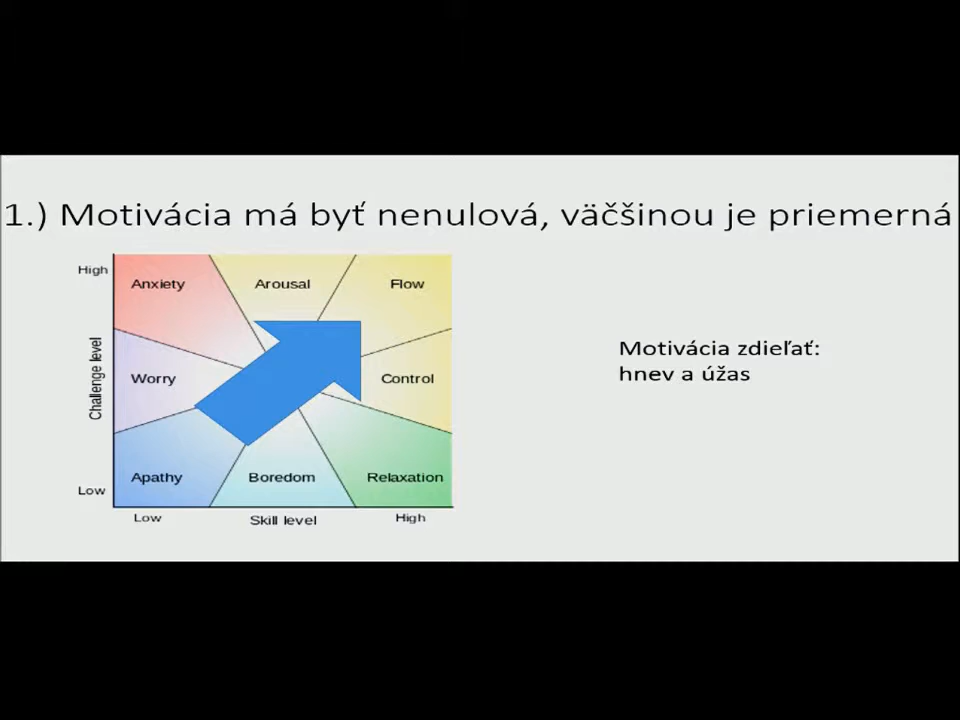 1.) Motivácia má byť nenulová, väčšinou je priemerná
High
Anxiety
Arousal
Flow
Challenge level
Worry
Control
Apathy
Boredom
Relaxation
Low
Low
Skill level
High
Motivácia zdieľať:
hnev a úžas